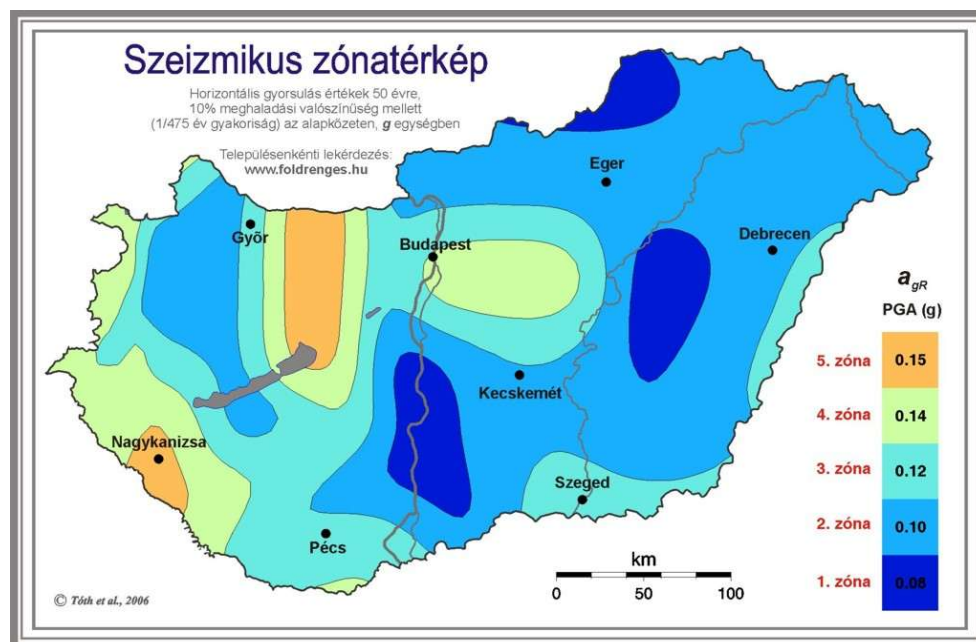 Szeizmikus zónatérkép
Horizontális gyorsulás értékek 50 évre,
10% meghaladási valószínűség mellett
(1/475 év gyakoriság) az alapkőzeten, g egységben
Településenkénti lekérdezés:
www.foldrenges.hu
Eger
Győr
Budapest
Debrecen
Kecskemét
Nagykanizsa
Szeged
Pécs
a gR
PGA (g)
5. zóna 0.15
4. zóna 0.14
3. zóna 0.12
2. zóna 0.10
1. zóna 0.08
km
0 50 100
© Tóth et al., 2006